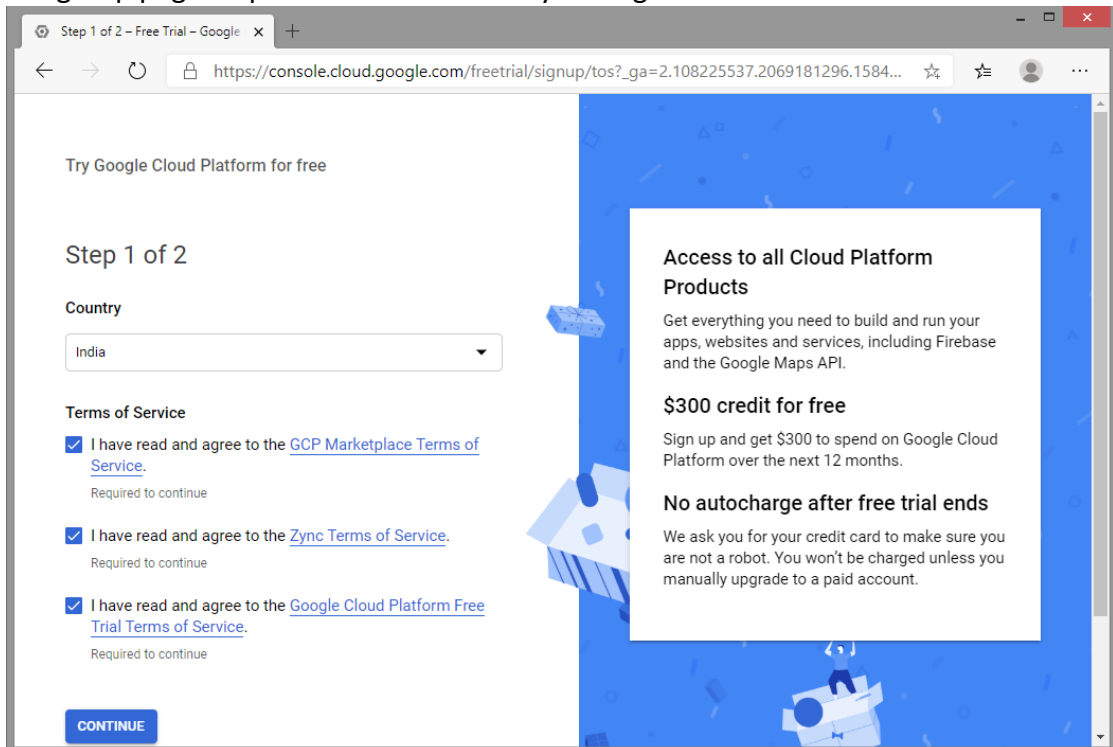 Step 1 of 2 – Free Trial – Google
https://console.cloud.google.com/freetrial/signup/tos?_ga=2.108225537.2069181296.1584...
Try Google Cloud Platform for free
Step 1 of 2
Country
India
Terms of Service
I have read and agree to the GCP Marketplace Terms of
Service.
Required to continue
I have read and agree to the Zync Terms of Service.
Required to continue
I have read and agree to the Google Cloud Platform Free
Trial Terms of Service.
Required to continue
CONTINUE
Access to all Cloud Platform
Products
Get everything you need to build and run your
apps, websites and services, including Firebase
and the Google Maps API.
$300 credit for free
Sign up and get $300 to spend on Google Cloud
Platform over the next 12 months.
No autocharge after free trial ends
We ask you for your credit card to make sure you
are not a robot. You won't be charged unless you
manually upgrade to a paid account.